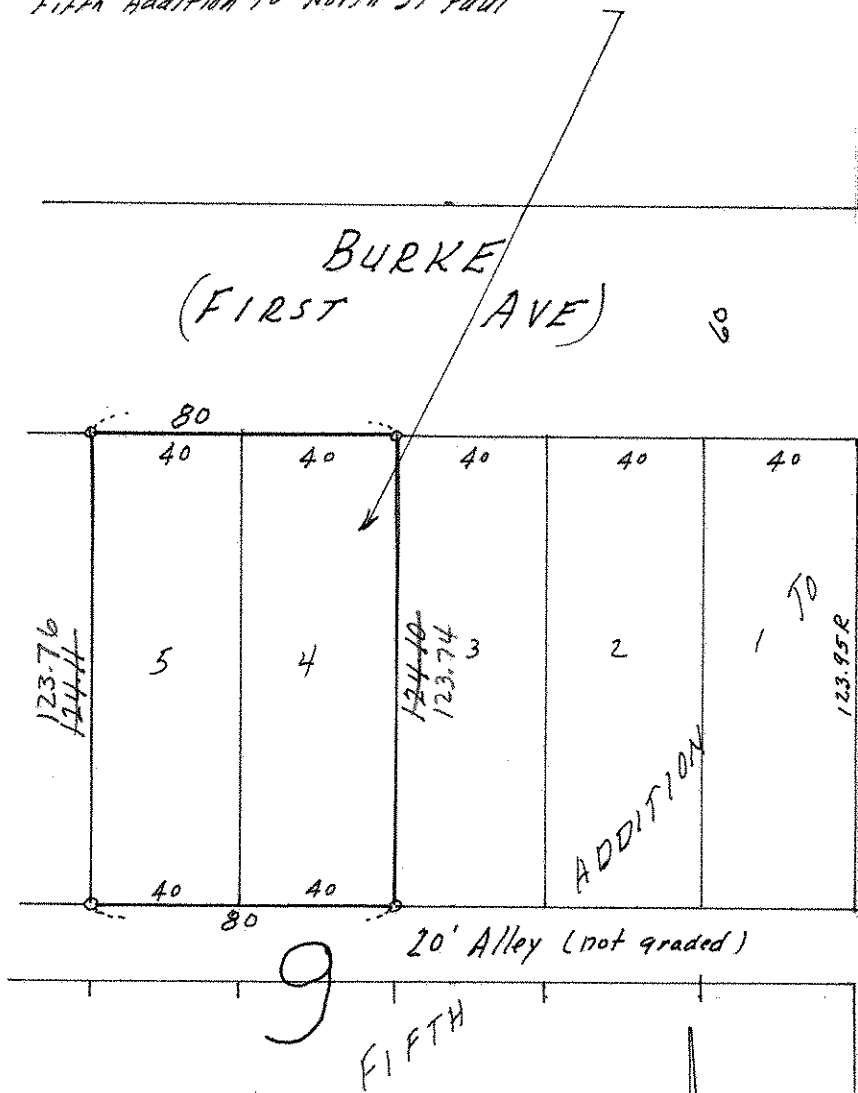 Fifth Addition to North St Paul
BURKE
(FIRST AVE)
60
80
40 40 40 40 40
123.76
124.11
5
4
124.10
123.74
3
2
1
TO
123.95R
ADDITION
40 40
80
20' Alley (not graded)
9
FIFTH